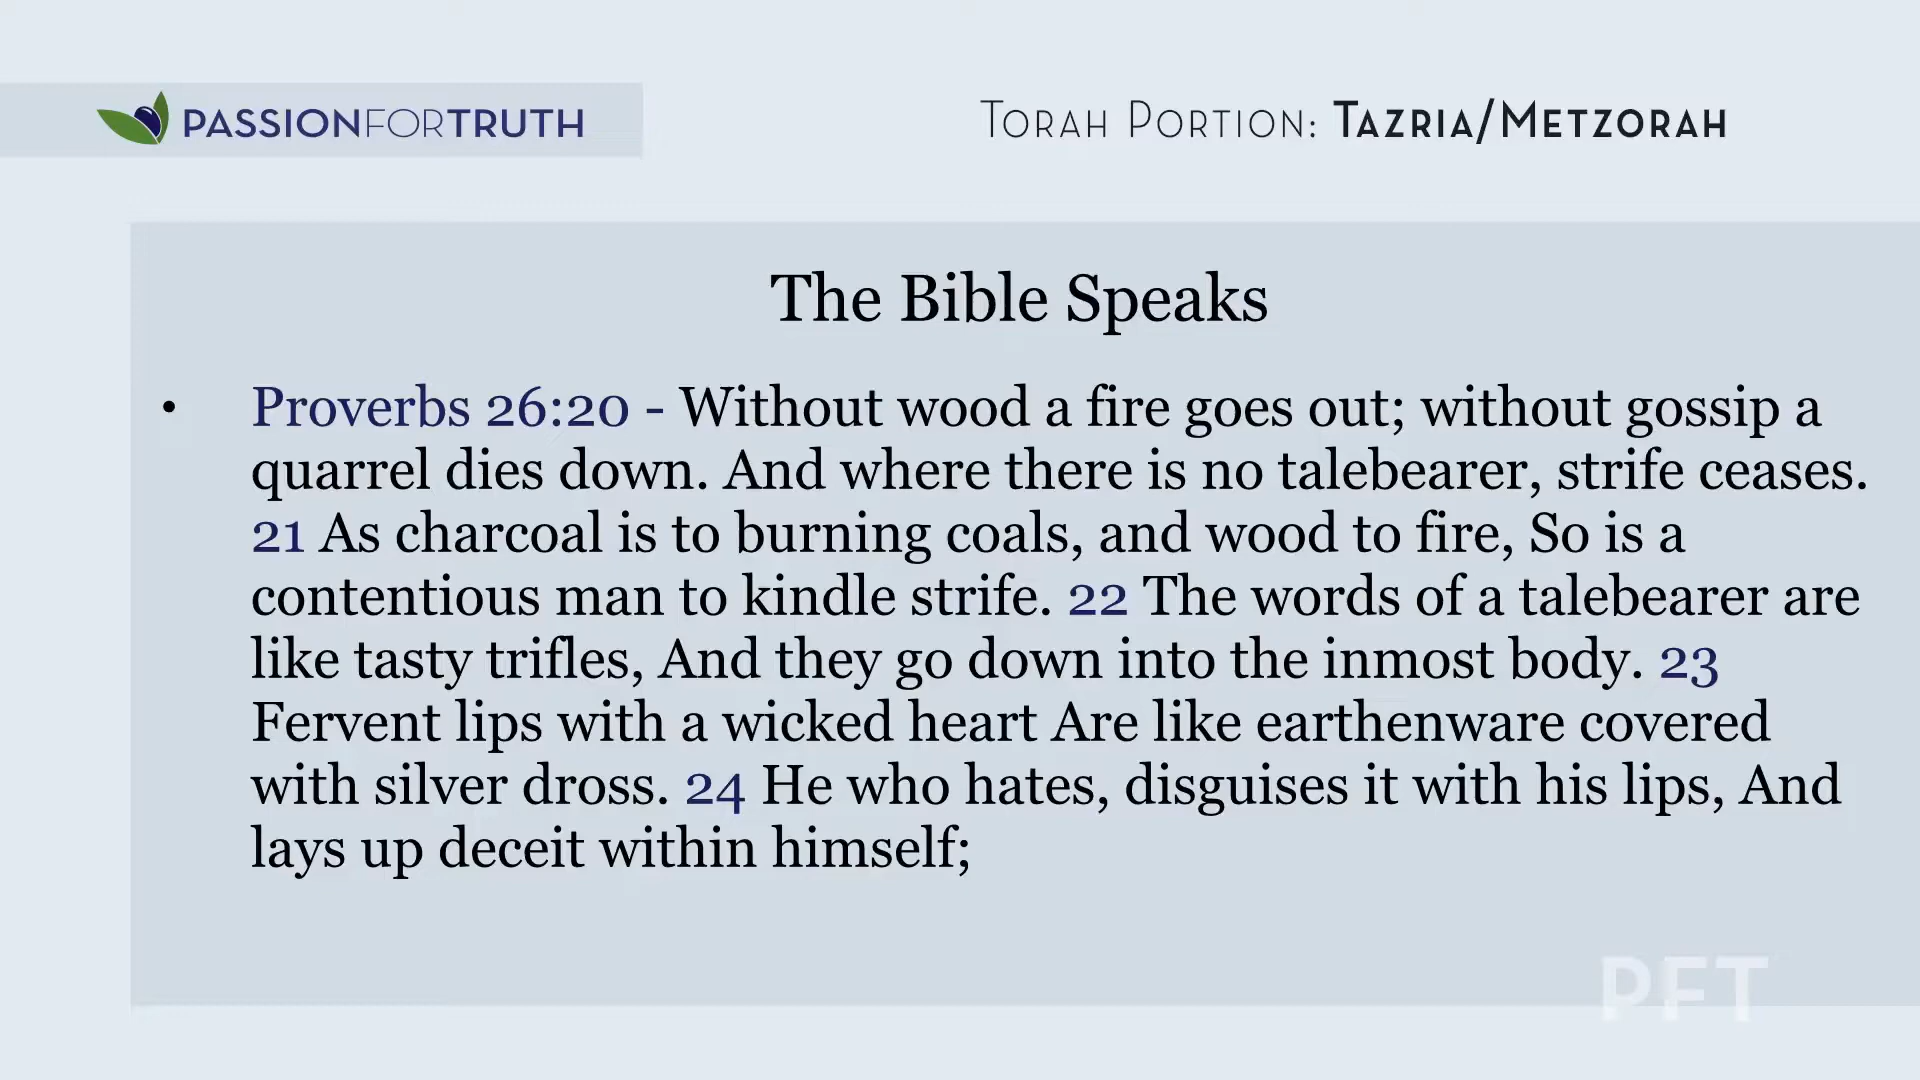 PASSIONFORTRUTH
TORAH PORTION: TAZRIA/METZORAH
The Bible Speaks
• Proverbs 26:20 - Without wood a fire goes out; without gossip a
quarrel dies down. And where there is no talebearer, strife ceases.
21 As charcoal is to burning coals, and wood to fire, So is a
contentious man to kindle strife. 22 The words of a talebearer are
like tasty trifles, And they go down into the inmost body. 23
Fervent lips with a wicked heart Are like earthenware covered
with silver dross. 24 He who hates, disguises it with his lips, And
lays up deceit within himself;
PFT